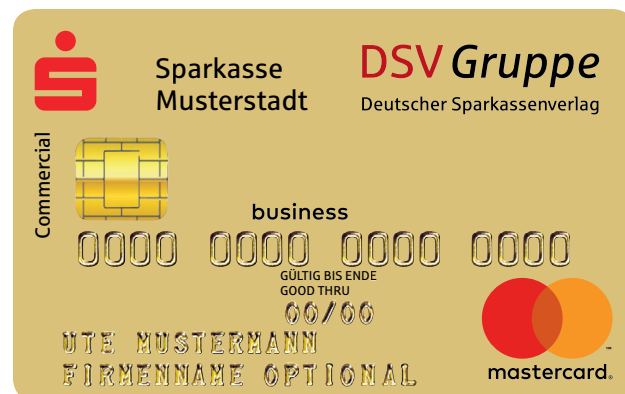 Sparkasse
Musterstadt
DSV Gruppe
Deutscher Sparkassenverlag
Commercial
business
0000 0000 0000 0000
GÜLTIG BIS ENDE
GOOD THRU
00/00
UTE MUSTERMANN
FIRMENNAME OPTIONAL
mastercard®